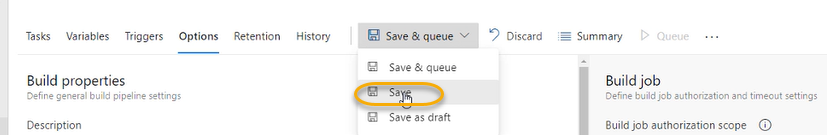 Tasks Variables Triggers Options Retention History Save & queue Discard Summary Queue ...
Save & queue
Build properties Build job
Save
Define general build pipeline settings Define build job authorization and timeout settings
Save as draft
Description Build job authorization scope